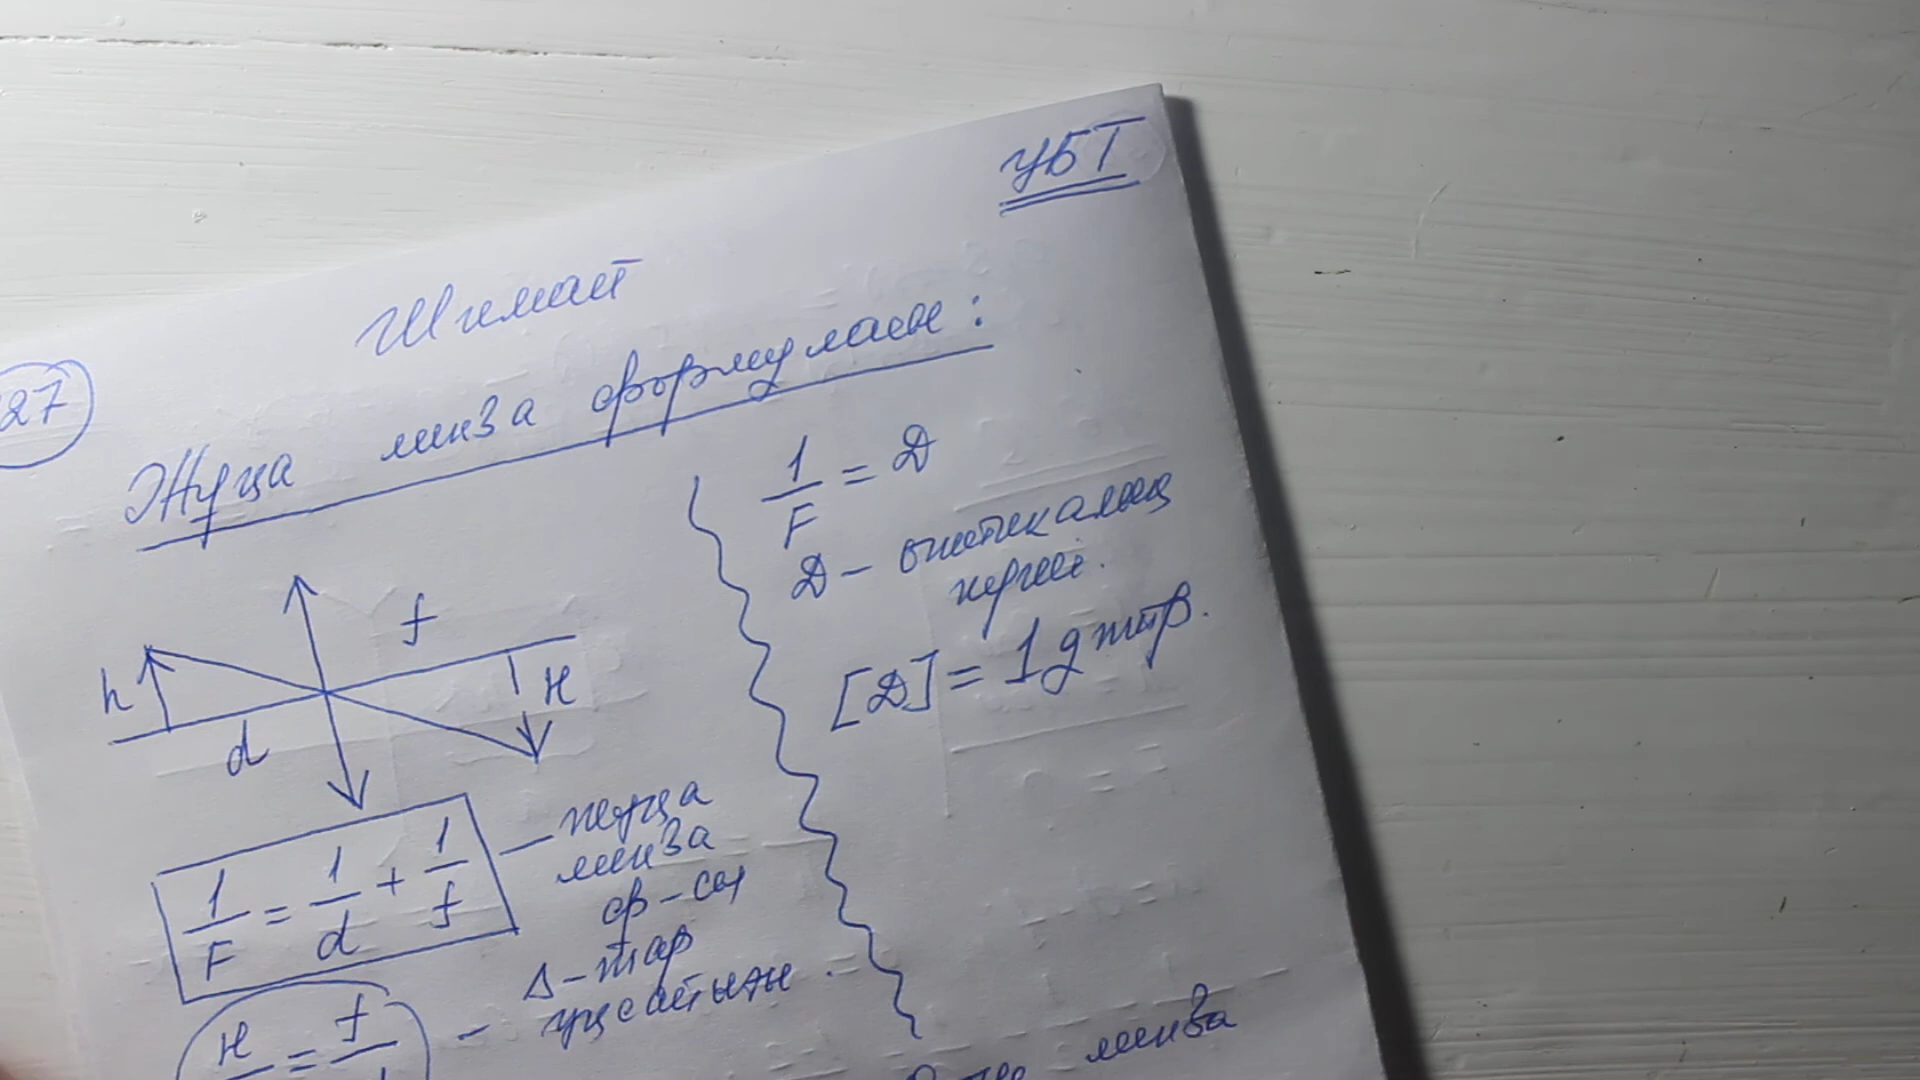 ҰБТ
Шымкент
27
Жұқа линза формуласы:
1/F = D
D – оптикалық
күші.
[D] = 1 дптр.
h
d
f
H
1/F = 1/d + 1/f
– жұқа
линза
ф-сы
H/ = f/
– Δ-тар
ұқсастығы
линза